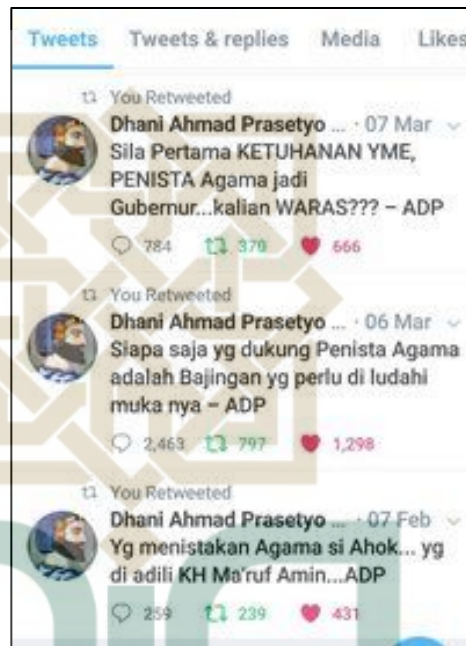 Tweets Tweets & replies Media Likes
You Retweeted
Dhani Ahmad Prasetyo ... · 07 Mar
Sila Pertama KETUHANAN YME,
PENISTA Agama jadi
Gubernur...kalian WARAS??? – ADP
784 370 666
You Retweeted
Dhani Ahmad Prasetyo ... · 06 Mar
Siapa saja yg dukung Penista Agama
adalah Bajingan yg perlu di ludahi
muka nya – ADP
2,463 797 1,298
You Retweeted
Dhani Ahmad Prasetyo ... · 07 Feb
Yg menistakan Agama si Ahok... yg
di adili KH Ma'ruf Amin...ADP
259 239 431